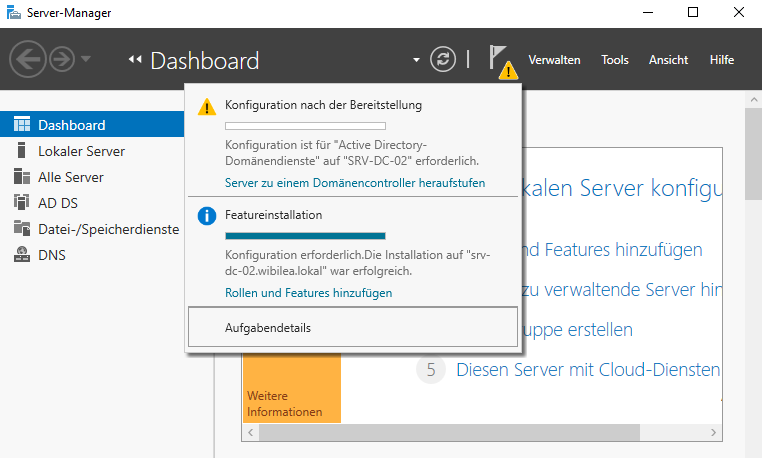 Server-Manager
Dashboard
Verwalten
Tools
Ansicht
Hilfe
Dashboard
Lokaler Server
Alle Server
AD DS
Datei-/Speicherdienste
DNS
Konfiguration nach der Bereitstellung
Konfiguration ist für "Active Directory-
Domänendienste" auf "SRV-DC-02" erforderlich.
Server zu einem Domänencontroller heraufstufen
Featureinstallation
Konfiguration erforderlich.Die Installation auf "srv-
dc-02.wibilea.lokal" war erfolgreich.
Rollen und Features hinzufügen
Aufgabendetails
kalen Server konfigu
nd Features hinzufügen
zu verwaltende Server hin
uppe erstellen
5 Diesen Server mit Cloud-Diensten
Weitere
Informationen